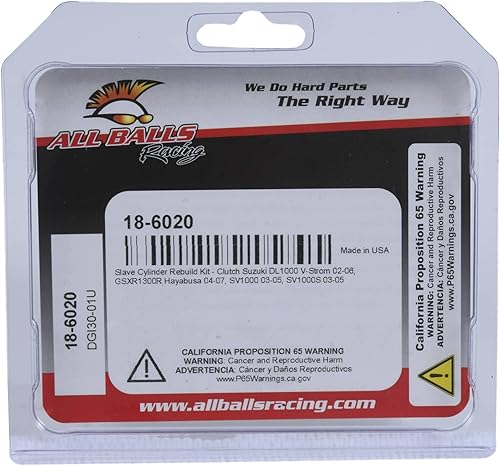 We Do Hard Parts
The Right Way
ALL BALLS
Racing
18-6020
Made in USA
Slave Cylinder Rebuild Kit - Clutch Suzuki DL1000 V-Strom 02-06,
GSXR1300R Hayabusa 04-07, SV1000 03-05, SV1000S 03-05
CALIFORNIA PROPOSITION 65 WARNING
WARNING: Cancer and Reproductive Harm
ADVERTENCIA: Cáncer y Daños Reproductivos
www.P65Warnings.ca.gov
18-6020
DGI30-01U
California Proposition 65 Warning
WARNING: Cancer and Reproductive Harm
ADVERTENCIA: Cáncer y Daños Reproductivos
www.P65Warnings.ca.gov
www.allballsracing.com